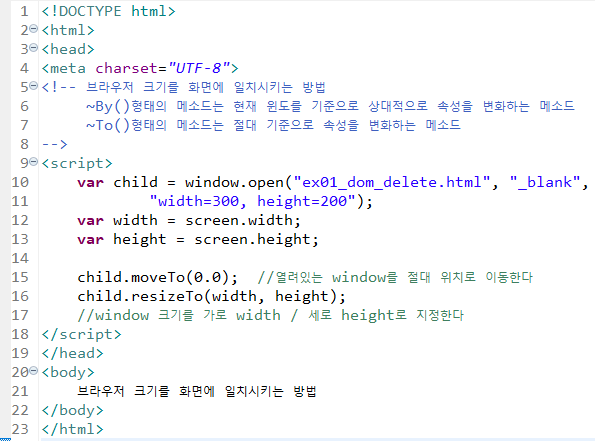 1 <!DOCTYPE html>
2 <html>
3 <head>
4 <meta charset="UTF-8">
5 <!-- 브라우저 크기를 화면에 일치시키는 방법
6      ~By()형태의 메소드는 현재 윈도를 기준으로 상대적으로 속성을 변화하는 메소드
7      ~To()형태의 메소드는 절대 기준으로 속성을 변화하는 메소드
8 -->
9 <script>
10     var child = window.open("ex01_dom_delete.html", "_blank",
11             "width=300, height=200");
12     var width = screen.width;
13     var height = screen.height;
14
15     child.moveTo(0.0);  //열려있는 window를 절대 위치로 이동한다
16     child.resizeTo(width, height);
17     //window 크기를 가로 width / 세로 height로 지정한다
18 </script>
19 </head>
20 <body>
21     브라우저 크기를 화면에 일치시키는 방법
22 </body>
23 </html>